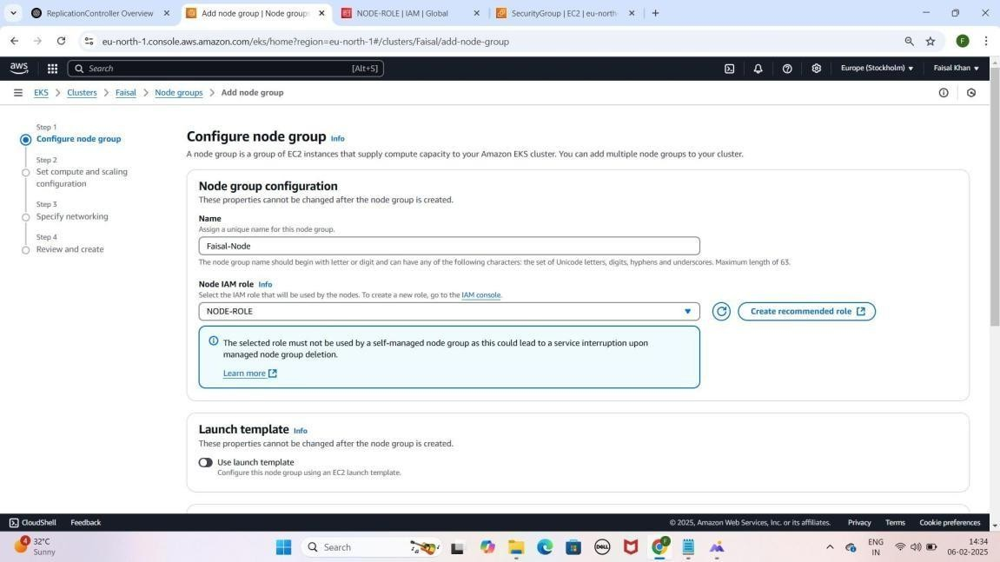 ReplicationController Overview
Add node group | Node groups
NODE-ROLE | IAM | Global
SecurityGroup | EC2 | eu-north-
eu-north-1.console.aws.amazon.com/eks/home?region=eu-north-1#/clusters/Faisal/add-node-group
F
aws
Search
[Alt+S]
Europe (Stockholm)
Faisal Khan
EKS > Clusters > Faisal > Node groups > Add node group
Step 1
Configure node group
Step 2
Set compute and scaling
configuration
Step 3
Specify networking
Step 4
Review and create
Configure node group Info
A node group is a group of EC2 instances that supply compute capacity to your Amazon EKS cluster. You can add multiple node groups to your cluster.
Node group configuration
These properties cannot be changed after the node group is created.
Name
Assign a unique name for this node group.
Faisal-Node
The node group name should begin with letter or digit and can have any of the following characters: the set of Unicode letters, digits, hyphens and underscores. Maximum length of 63.
Node IAM role Info
Select the IAM role that will be used by the nodes. To create a new role, go to the IAM console.
NODE-ROLE
Create recommended role
The selected role must not be used by a self-managed node group as this could lead to a service interruption upon
managed node group deletion.
Learn more
Launch template Info
These properties cannot be changed after the node group is created.
Use launch template
Configure this node group using an EC2 launch template.
CloudShell Feedback
© 2025, Amazon Web Services, Inc. or its affiliates. Privacy Terms Cookie preferences
4
32°C
Sunny
Search
DELL
F
ENG
IN
14:34
06-02-2025